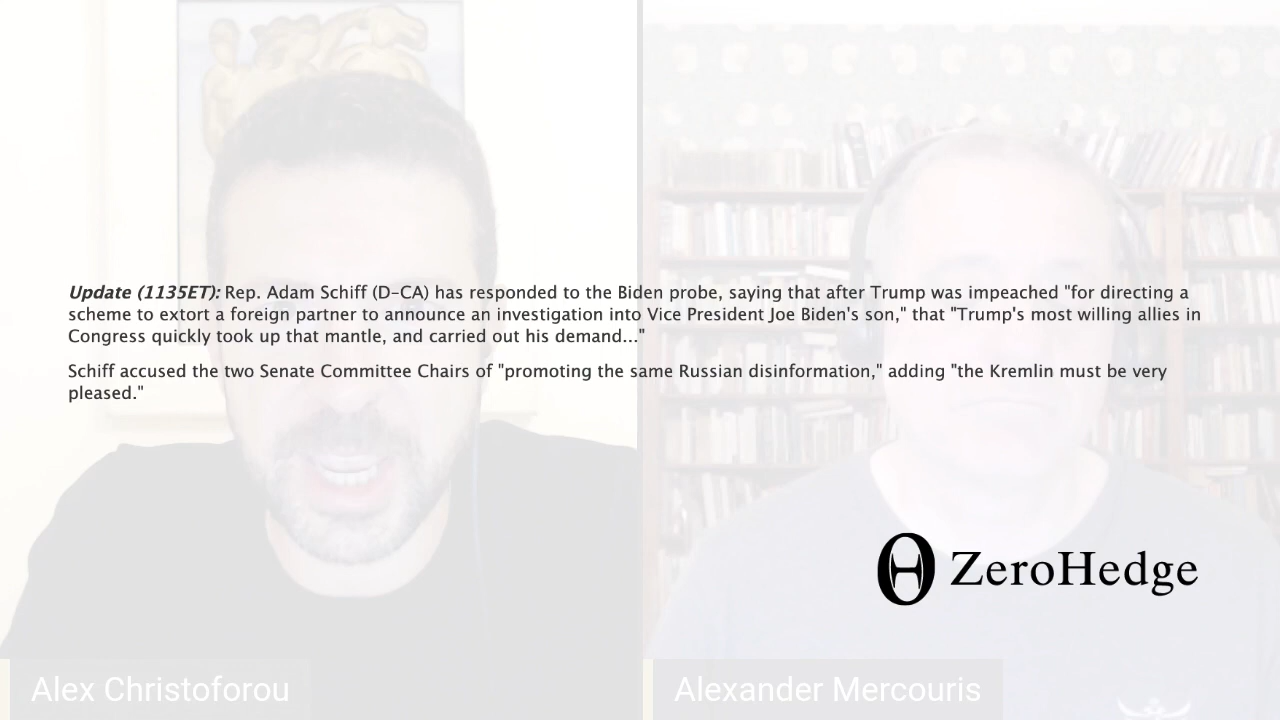 Update (1135ET): Rep. Adam Schiff (D-CA) has responded to the Biden probe, saying that after Trump was impeached "for directing a
scheme to extort a foreign partner to announce an investigation into Vice President Joe Biden's son," that "Trump's most willing allies in
Congress quickly took up that mantle, and carried out his demand..."
Schiff accused the two Senate Committee Chairs of "promoting the same Russian disinformation," adding "the Kremlin must be very
pleased."
ZeroHedge
Alex Christoforou
Alexander Mercouris